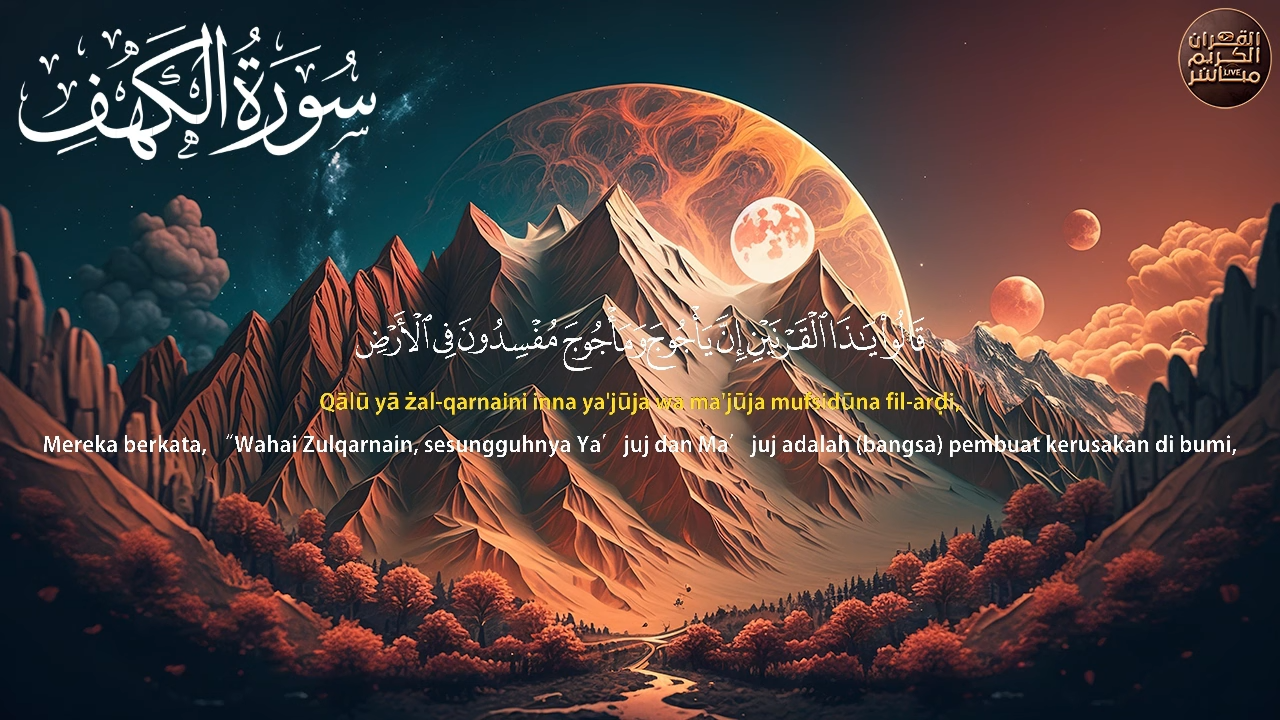 سُورَةُ الْكَهْفِ
القرآن
الكريم
LIVE
مباشر
قَالُوا۟ يَـٰذَا ٱلْقَرْنَيْنِ إِنَّ يَأْجُوجَ وَمَأْجُوجَ مُفْسِدُونَ فِى ٱلْأَرْضِ
Qālū yā żal-qarnaini inna ya'jūja wa ma'jūja mufsidūna fil-arḍi,
Mereka berkata, “Wahai Zulqarnain, sesungguhnya Ya’juj dan Ma’juj adalah (bangsa) pembuat kerusakan di bumi,